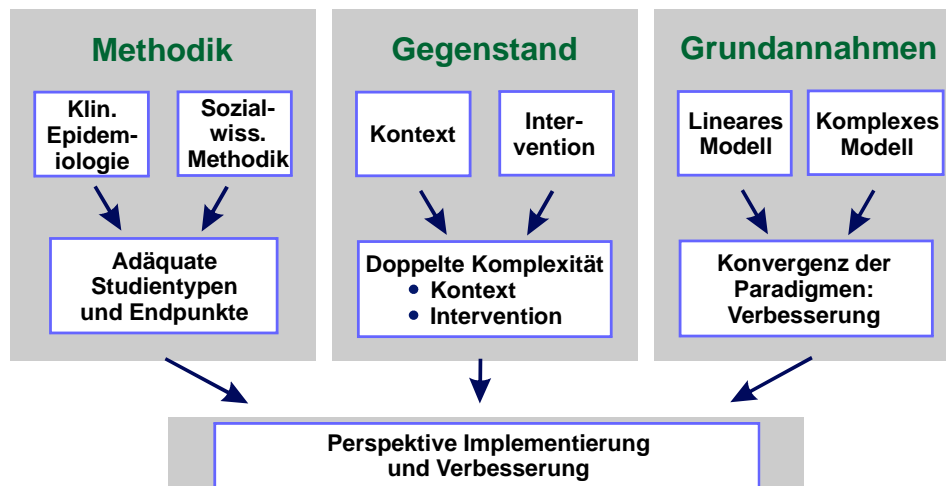 Methodik
Klin.
Epidem-
iologie
Sozial-
wiss.
Methodik
Adäquate
Studientypen
und Endpunkte
Gegenstand
Kontext
Inter-
vention
Doppelte Komplexität
• Kontext
• Intervention
Grundannahmen
Lineares
Modell
Komplexes
Modell
Konvergenz der
Paradigmen:
Verbesserung
Perspektive Implementierung
und Verbesserung